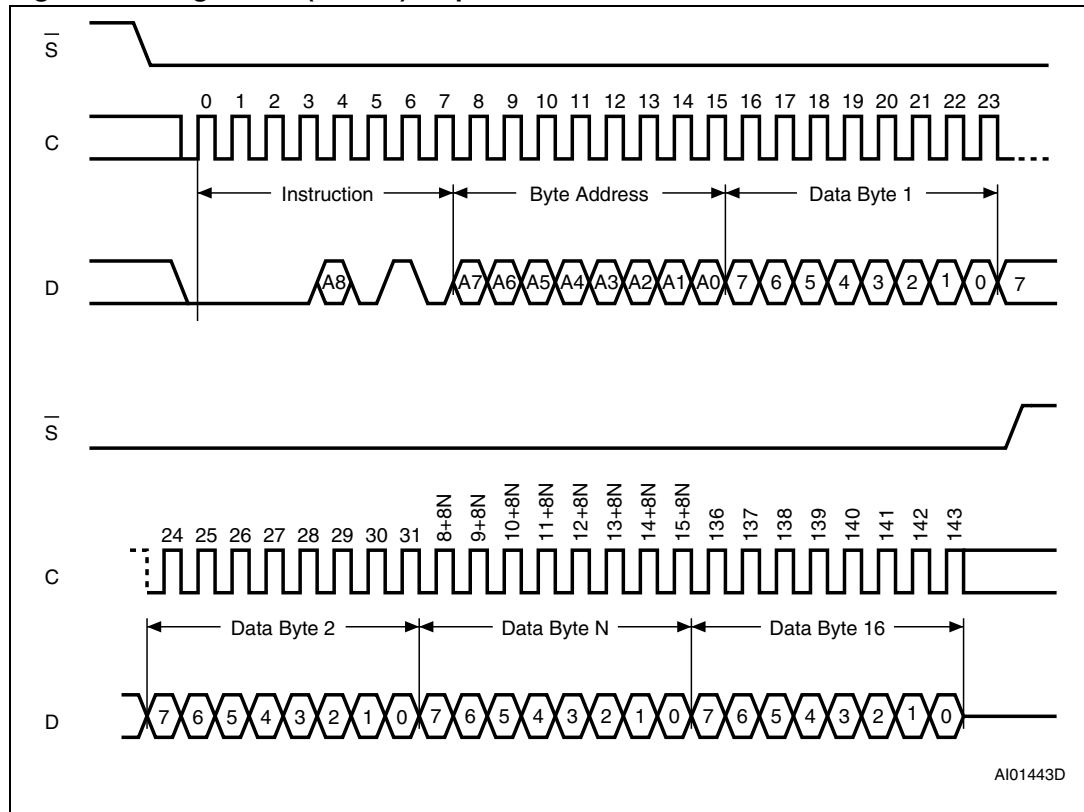 S
0 1 2 3 4 5 6 7 8 9 10 11 12 13 14 15 16 17 18 19 20 21 22 23
C
Instruction Byte Address Data Byte 1
D A8 A7 A6 A5 A4 A3 A2 A1 A0 7 6 5 4 3 2 1 0 7
S
24 25 26 27 28 29 30 31 8+8N 9+8N 10+8N 11+8N 12+8N 13+8N 14+8N 15+8N 136 137 138 139 140 141 142 143
C
Data Byte 2 Data Byte N Data Byte 16
D 7 6 5 4 3 2 1 0 7 6 5 4 3 2 1 0 7 6 5 4 3 2 1 0
AI01443D